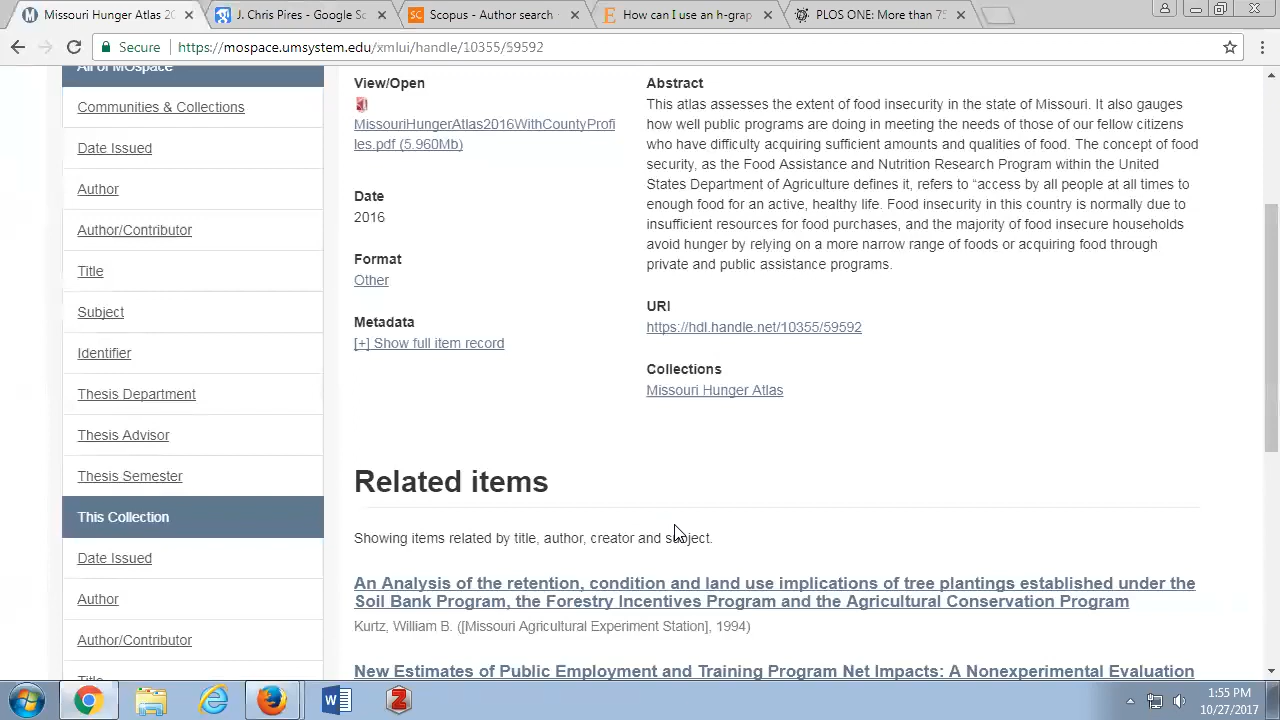 Missouri Hunger Atlas 20
J. Chris Pires - Google Sc
Scopus - Author search
How can I use an h-grap
PLOS ONE: More than 75
Secure
https://mospace.umsystem.edu/xmlui/handle/10355/59592
All of MOspace
Communities & Collections
Date Issued
Author
Author/Contributor
Title
Subject
Identifier
Thesis Department
Thesis Advisor
Thesis Semester
This Collection
Date Issued
Author
Author/Contributor
Title
View/Open
MissouriHungerAtlas2016WithCountyProfi
les.pdf (5.960Mb)
Date
2016
Format
Other
Metadata
[+] Show full item record
Abstract
This atlas assesses the extent of food insecurity in the state of Missouri. It also gauges
how well public programs are doing in meeting the needs of those of our fellow citizens
who have difficulty acquiring sufficient amounts and qualities of food. The concept of food
security, as the Food Assistance and Nutrition Research Program within the United
States Department of Agriculture defines it, refers to “access by all people at all times to
enough food for an active, healthy life. Food insecurity in this country is normally due to
insufficient resources for food purchases, and the majority of food insecure households
avoid hunger by relying on a more narrow range of foods or acquiring food through
private and public assistance programs.
URI
https://hdl.handle.net/10355/59592
Collections
Missouri Hunger Atlas
Related items
Showing items related by title, author, creator and subject.
An Analysis of the retention, condition and land use implications of tree plantings established under the
Soil Bank Program, the Forestry Incentives Program and the Agricultural Conservation Program
Kurtz, William B. ([Missouri Agricultural Experiment Station], 1994)
New Estimates of Public Employment and Training Program Net Impacts: A Nonexperimental Evaluation
1:55 PM
10/27/2017